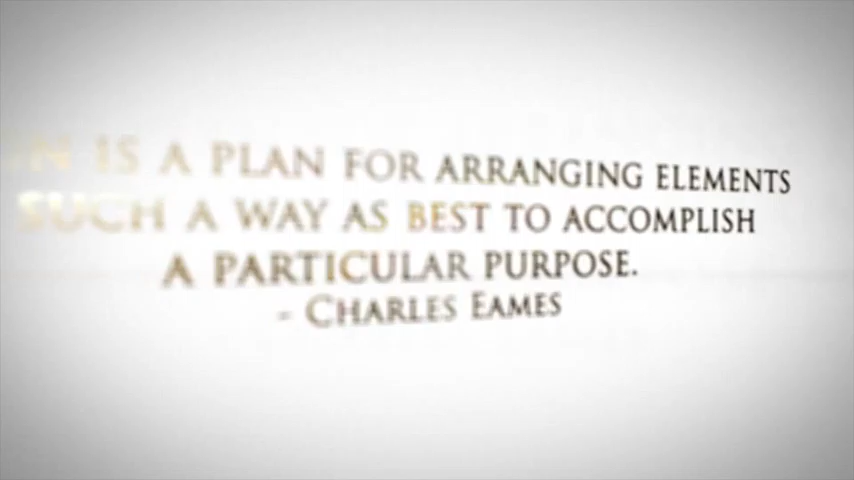 IS A PLAN FOR ARRANGING ELEMENTS
SUCH A WAY AS BEST TO ACCOMPLISH
A PARTICULAR PURPOSE.
- CHARLES EAMES